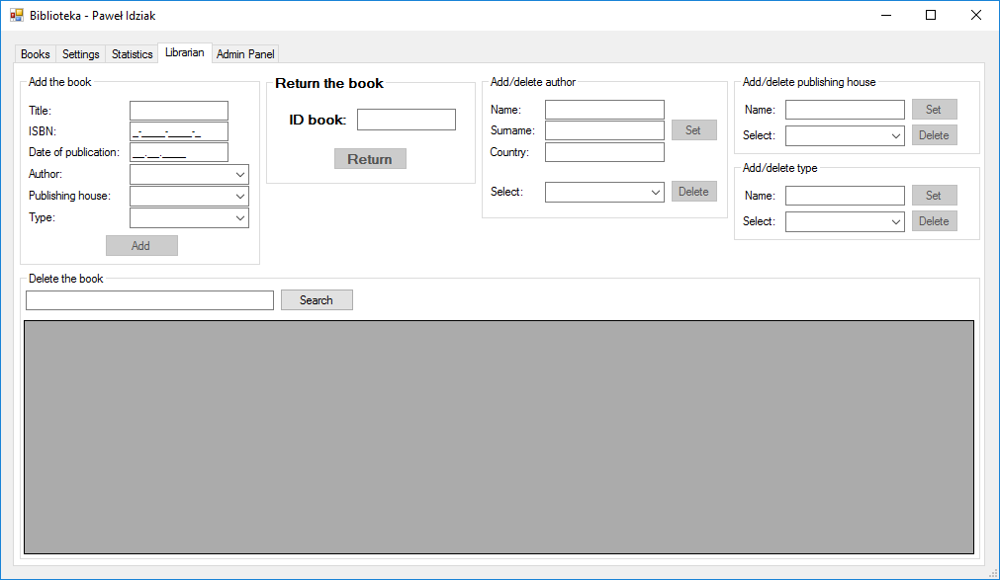 Biblioteka - Paweł Idziak
Books Settings Statistics Librarian Admin Panel
Add the book
Title:
ISBN:
_-____-____-_
Date of publication:
__.__.____
Author:
Publishing house:
Type:
Add
Return the book
ID book:
Return
Add/delete author
Name:
Surname:
Set
Country:
Select:
Delete
Add/delete publishing house
Name:
Set
Select:
Delete
Add/delete type
Name:
Set
Select:
Delete
Delete the book
Search